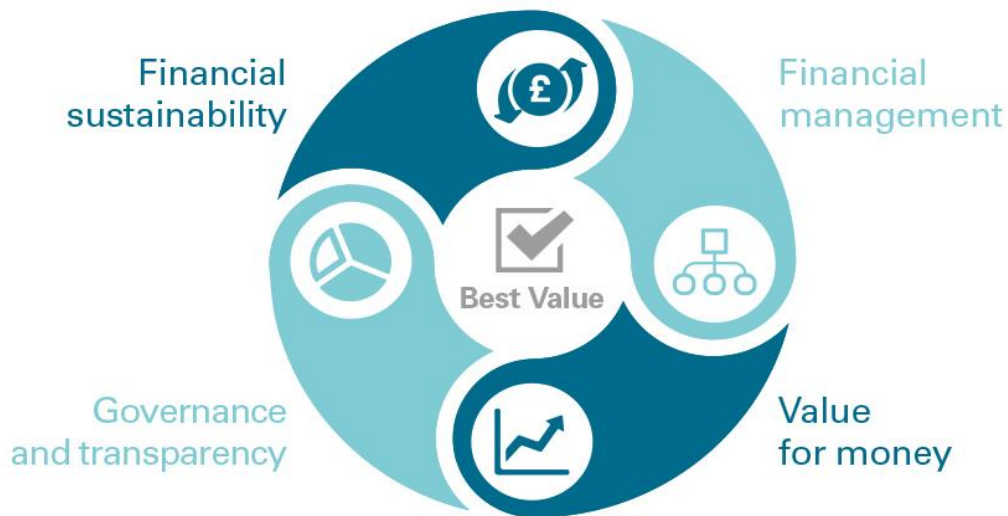 Financial
sustainability
£
Financial
management
Best Value
Governance
and transparency
Value
for money